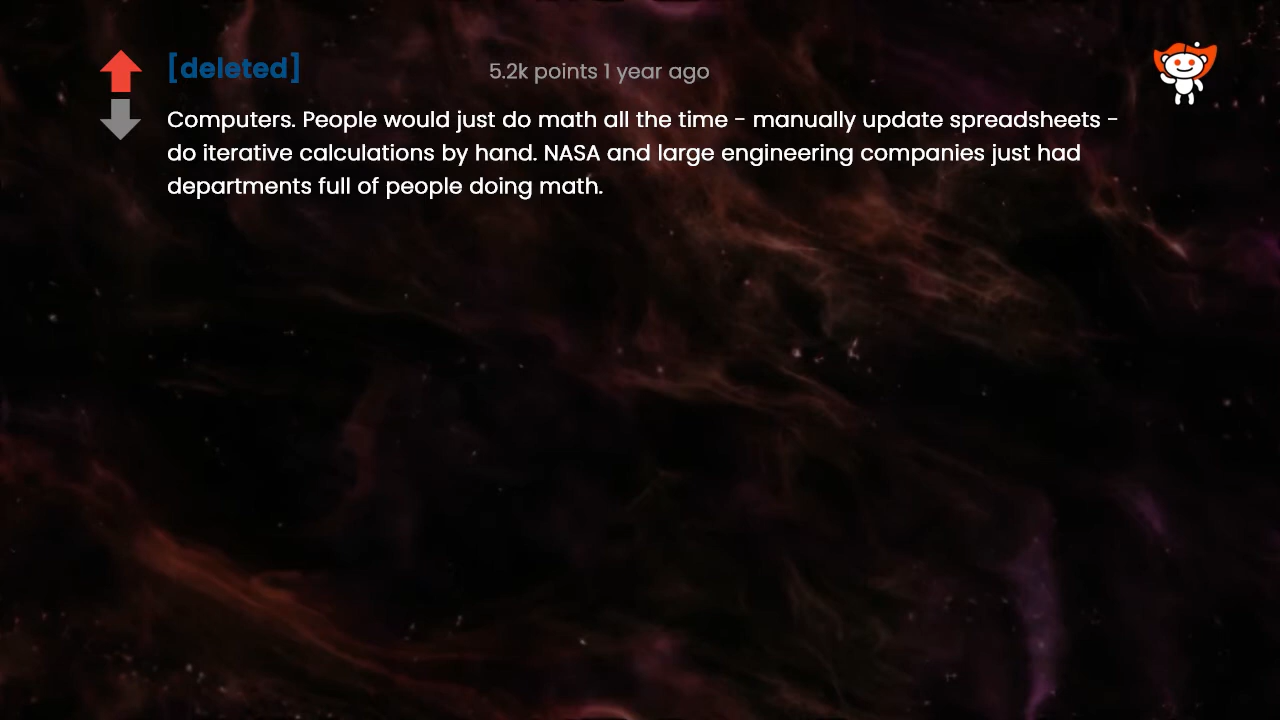 [deleted] 5.2k points 1 year ago
Computers. People would just do math all the time - manually update spreadsheets -
do iterative calculations by hand. NASA and large engineering companies just had
departments full of people doing math.